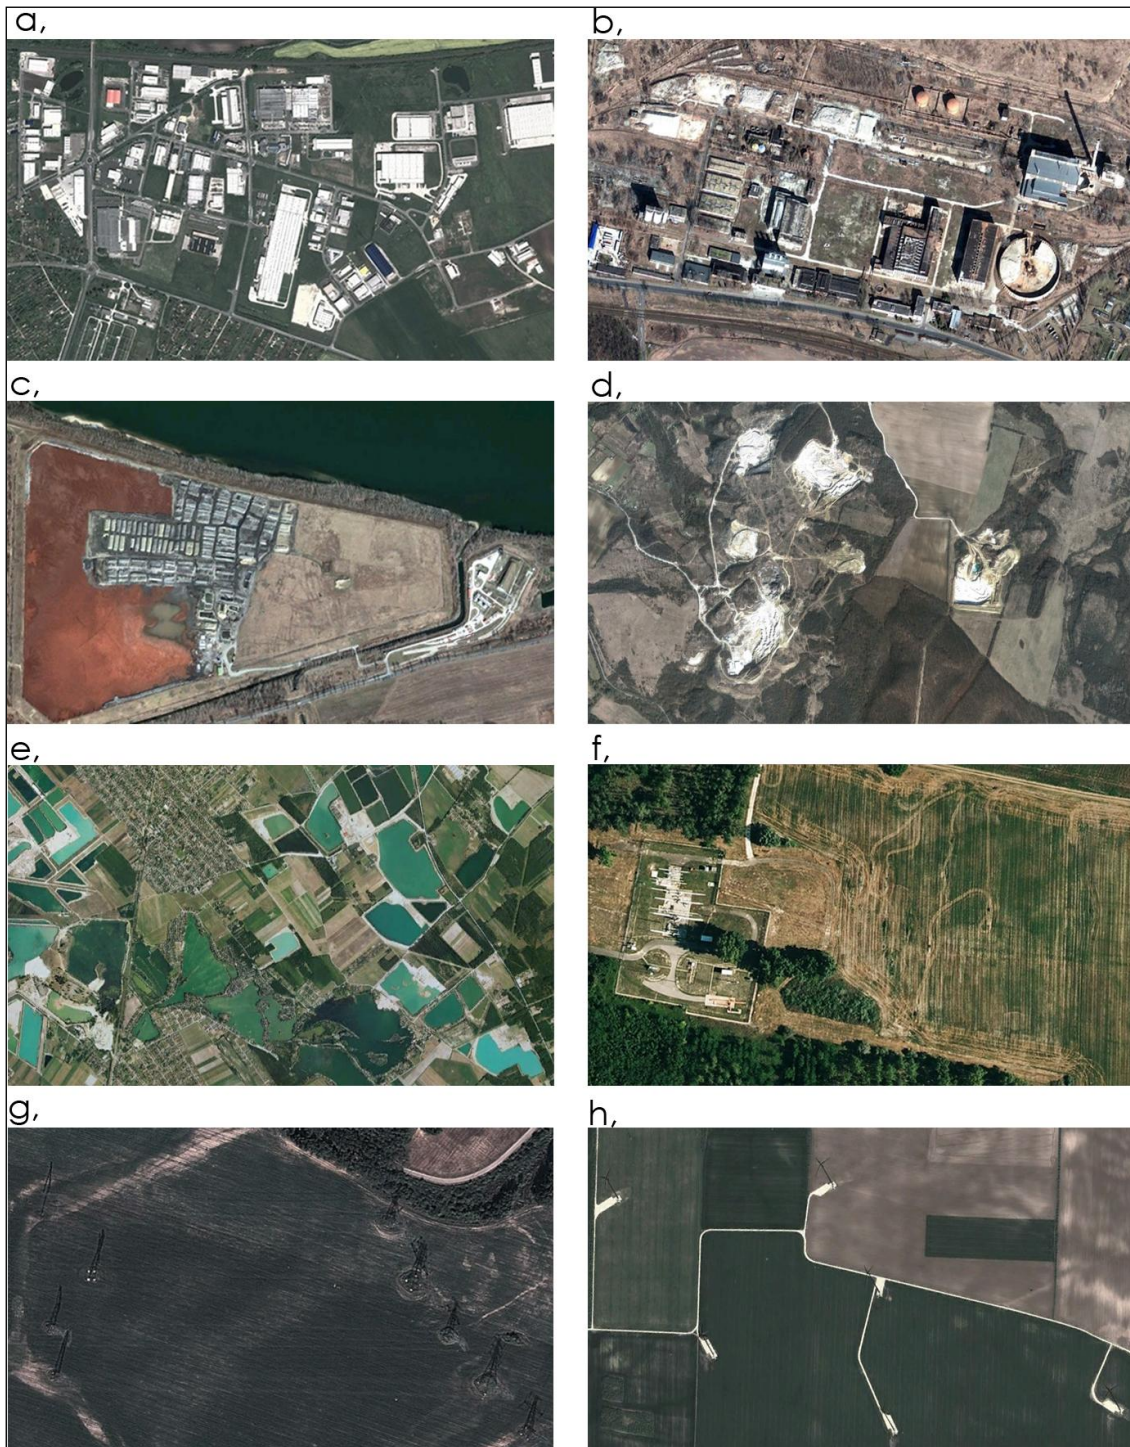 a,
b,
c,
d,
e,
f,
g,
h,